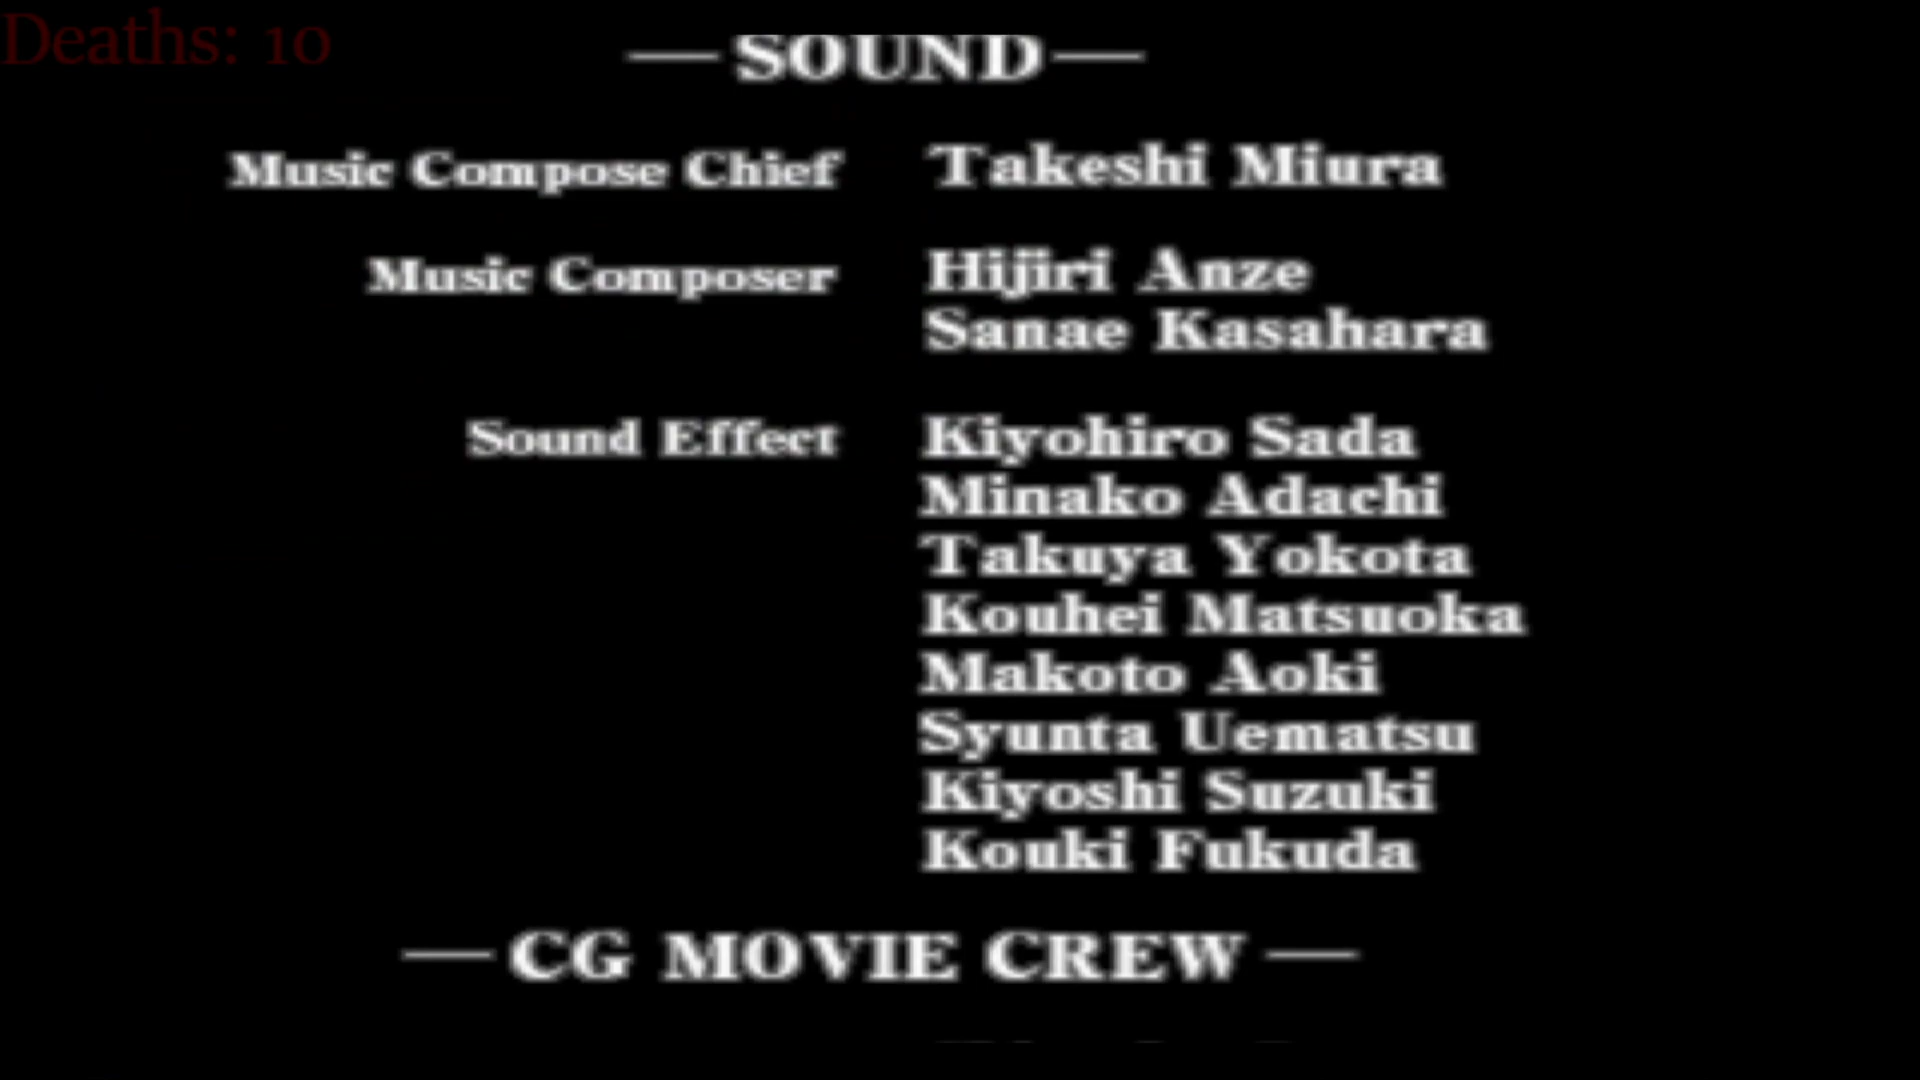 Deaths: 10
— SOUND —
Music Compose Chief Takeshi Miura
Music Composer Hijiri Anze
Sanae Kasahara
Sound Effect Kiyohiro Sada
Minako Adachi
Takuya Yokota
Kouhei Matsuoka
Makoto Aoki
Syunta Uematsu
Kiyoshi Suzuki
Kouki Fukuda
— CG MOVIE CREW —